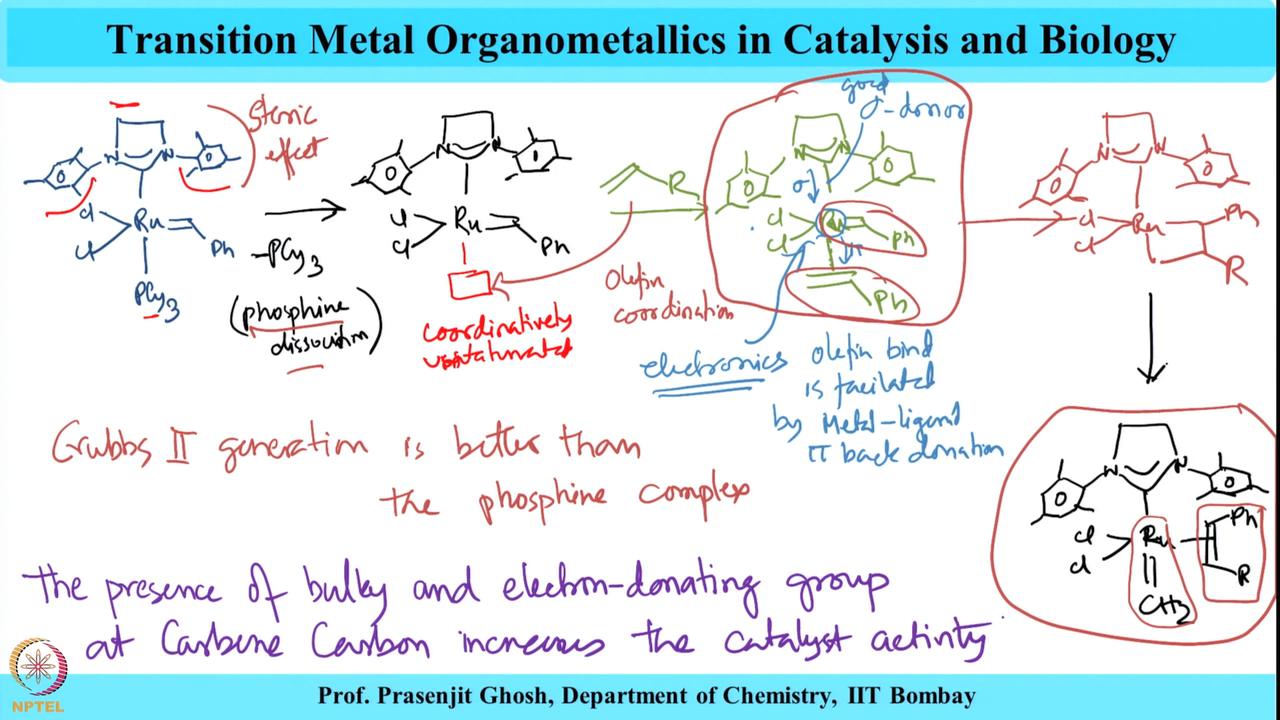 Transition Metal Organometallics in Catalysis and Biology
Steric
effect
N N
Cl
Cl
Ru
Ph
PCy3
-PCy3
(phosphine
dissociation)
N N
Cl
Cl
Ru
Ph
coordinatively
unsaturated
R
Olefin
coordination
good
σ-donor
N N
σ
Cl
Cl
Ru
Ph
π
Ph
electronics
Olefin bind
is faciliated
by Metal-ligand
π back donation
N N
Cl
Cl
Ru
Ph
R
N N
Cl
Cl
Ru
CH2
Ph
R
Grubbs II generation is better than
the phosphine complex
The presence of bulky and electron-donating group
at Carbene Carbon increases the catalyst activity
NPTEL
Prof. Prasenjit Ghosh, Department of Chemistry, IIT Bombay